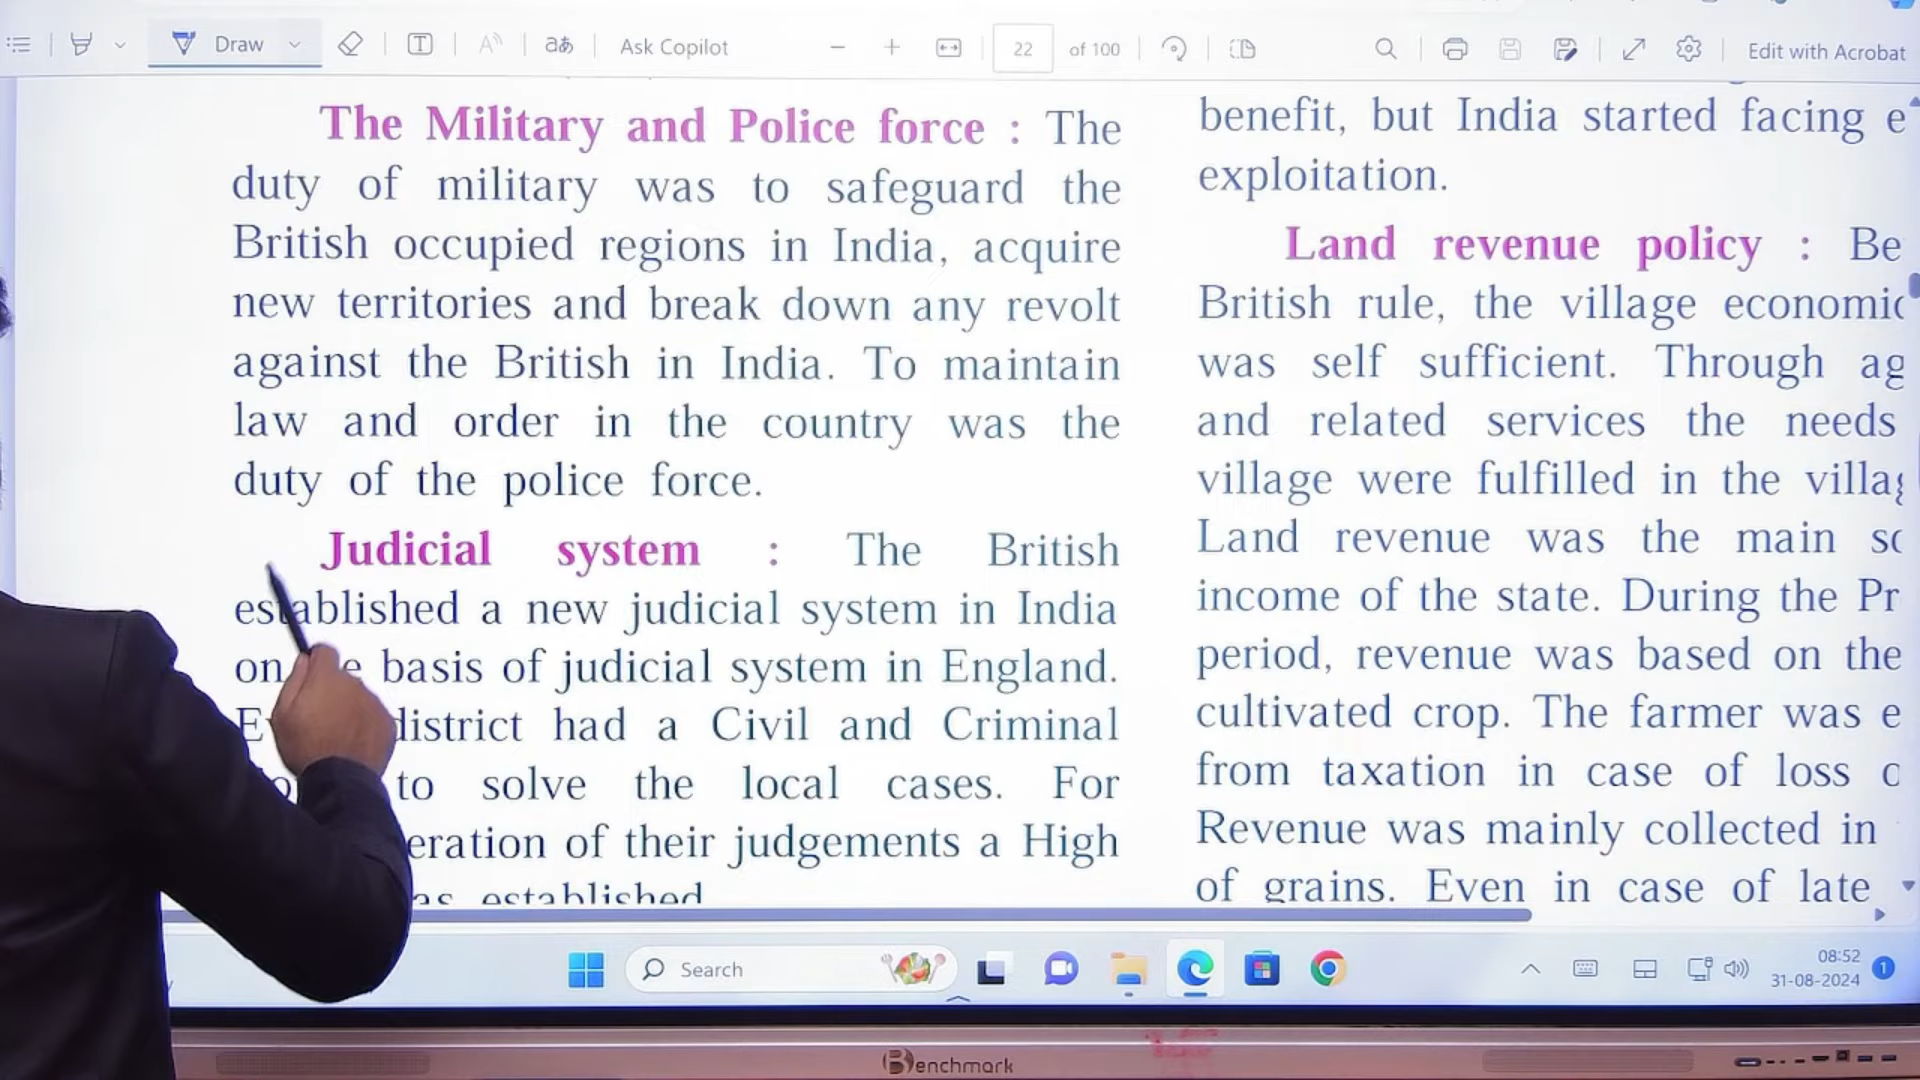 Draw
Ask Copilot
22 of 100
Edit with Acrobat
The Military and Police force : The
duty of military was to safeguard the
British occupied regions in India, acquire
new territories and break down any revolt
against the British in India. To maintain
law and order in the country was the
duty of the police force.
Judicial system : The British
established a new judicial system in India
on basis of judicial system in England.
district had a Civil and Criminal
to solve the local cases. For
eration of their judgements a High
as established
benefit, but India started facing e
exploitation.
Land revenue policy : Be
British rule, the village economic
was self sufficient. Through ag
and related services the needs
village were fulfilled in the villag
Land revenue was the main so
income of the state. During the Pr
period, revenue was based on the
cultivated crop. The farmer was e
from taxation in case of loss o
Revenue was mainly collected in
of grains. Even in case of late
Search
08:52
31-08-2024
1
Benchmark